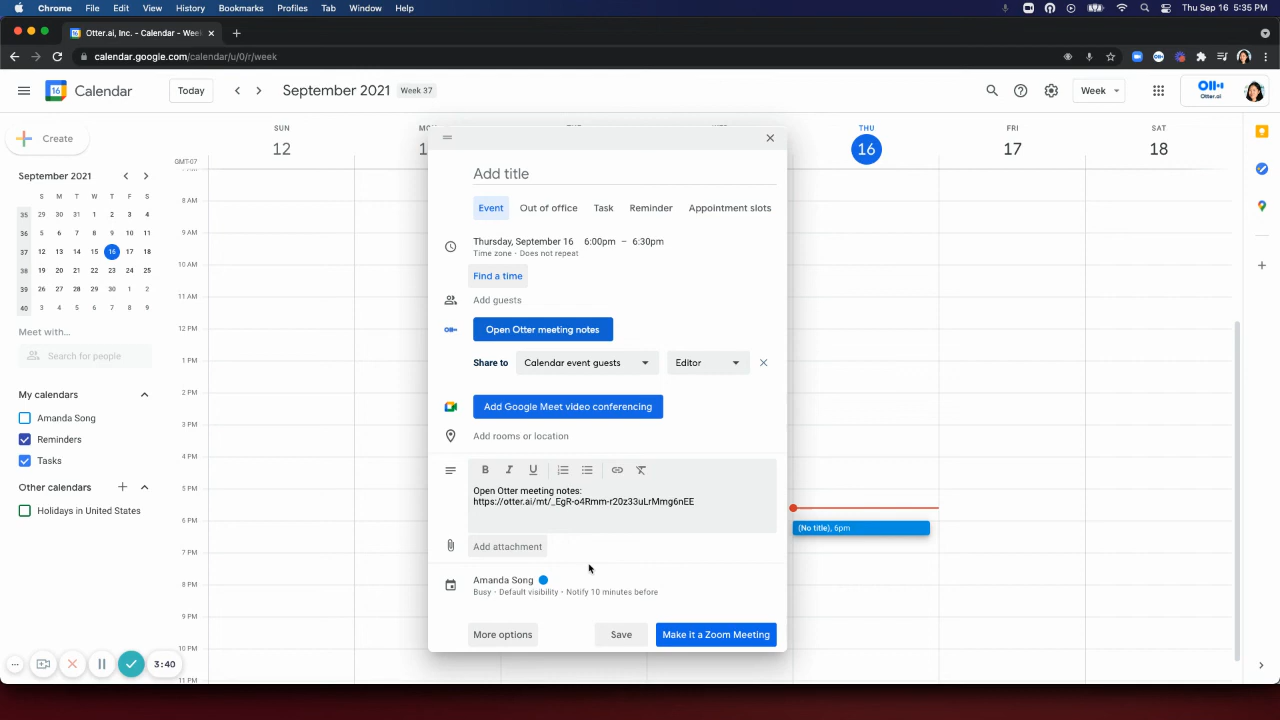 Chrome File Edit View History Bookmarks Profiles Tab Window Help Thu Sep 16 5:35 PM
Otter.ai, Inc. - Calendar - Wee
calendar.google.com/calendar/u/0/r/week
16 Calendar Today September 2021 Week 37 Week Otter.ai
Create
September 2021
S M T W T F S
35 29 30 31 1 2 3 4
36 5 6 7 8 9 10 11
37 12 13 14 15 16 17 18
38 19 20 21 22 23 24 25
39 26 27 28 29 30 1 2
40 3 4 5 6 7 8 9
Meet with...
Search for people
My calendars
Amanda Song
Reminders
Tasks
Other calendars
Holidays in United States
3:40
SUN THU FRI SAT
12 16 17 18
GMT-07
8 AM
9 AM
10 AM
11 AM
12 PM
1 PM
2 PM
3 PM
4 PM
5 PM
6 PM
7 PM
8 PM
9 PM
10 PM
11 PM
(No title), 6pm
Add title
Event Out of office Task Reminder Appointment slots
Thursday, September 16 6:00pm – 6:30pm
Time zone · Does not repeat
Find a time
Add guests
Open Otter meeting notes
Share to Calendar event guests Editor
Add Google Meet video conferencing
Add rooms or location
B I U
Open Otter meeting notes:
https://otter.ai/mt/_EgR-o4Rmm-r20z33uLrMmg6nEE
Add attachment
Amanda Song
Busy · Default visibility · Notify 10 minutes before
More options Save Make it a Zoom Meeting